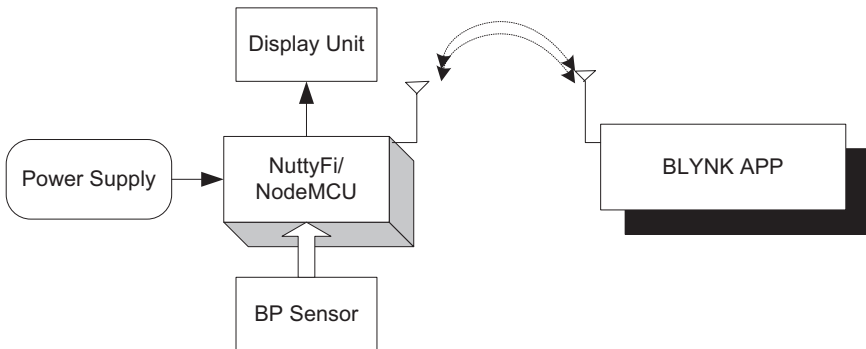 Display Unit
Power Supply
NuttyFi/
NodeMCU
BLYNK APP
BP Sensor